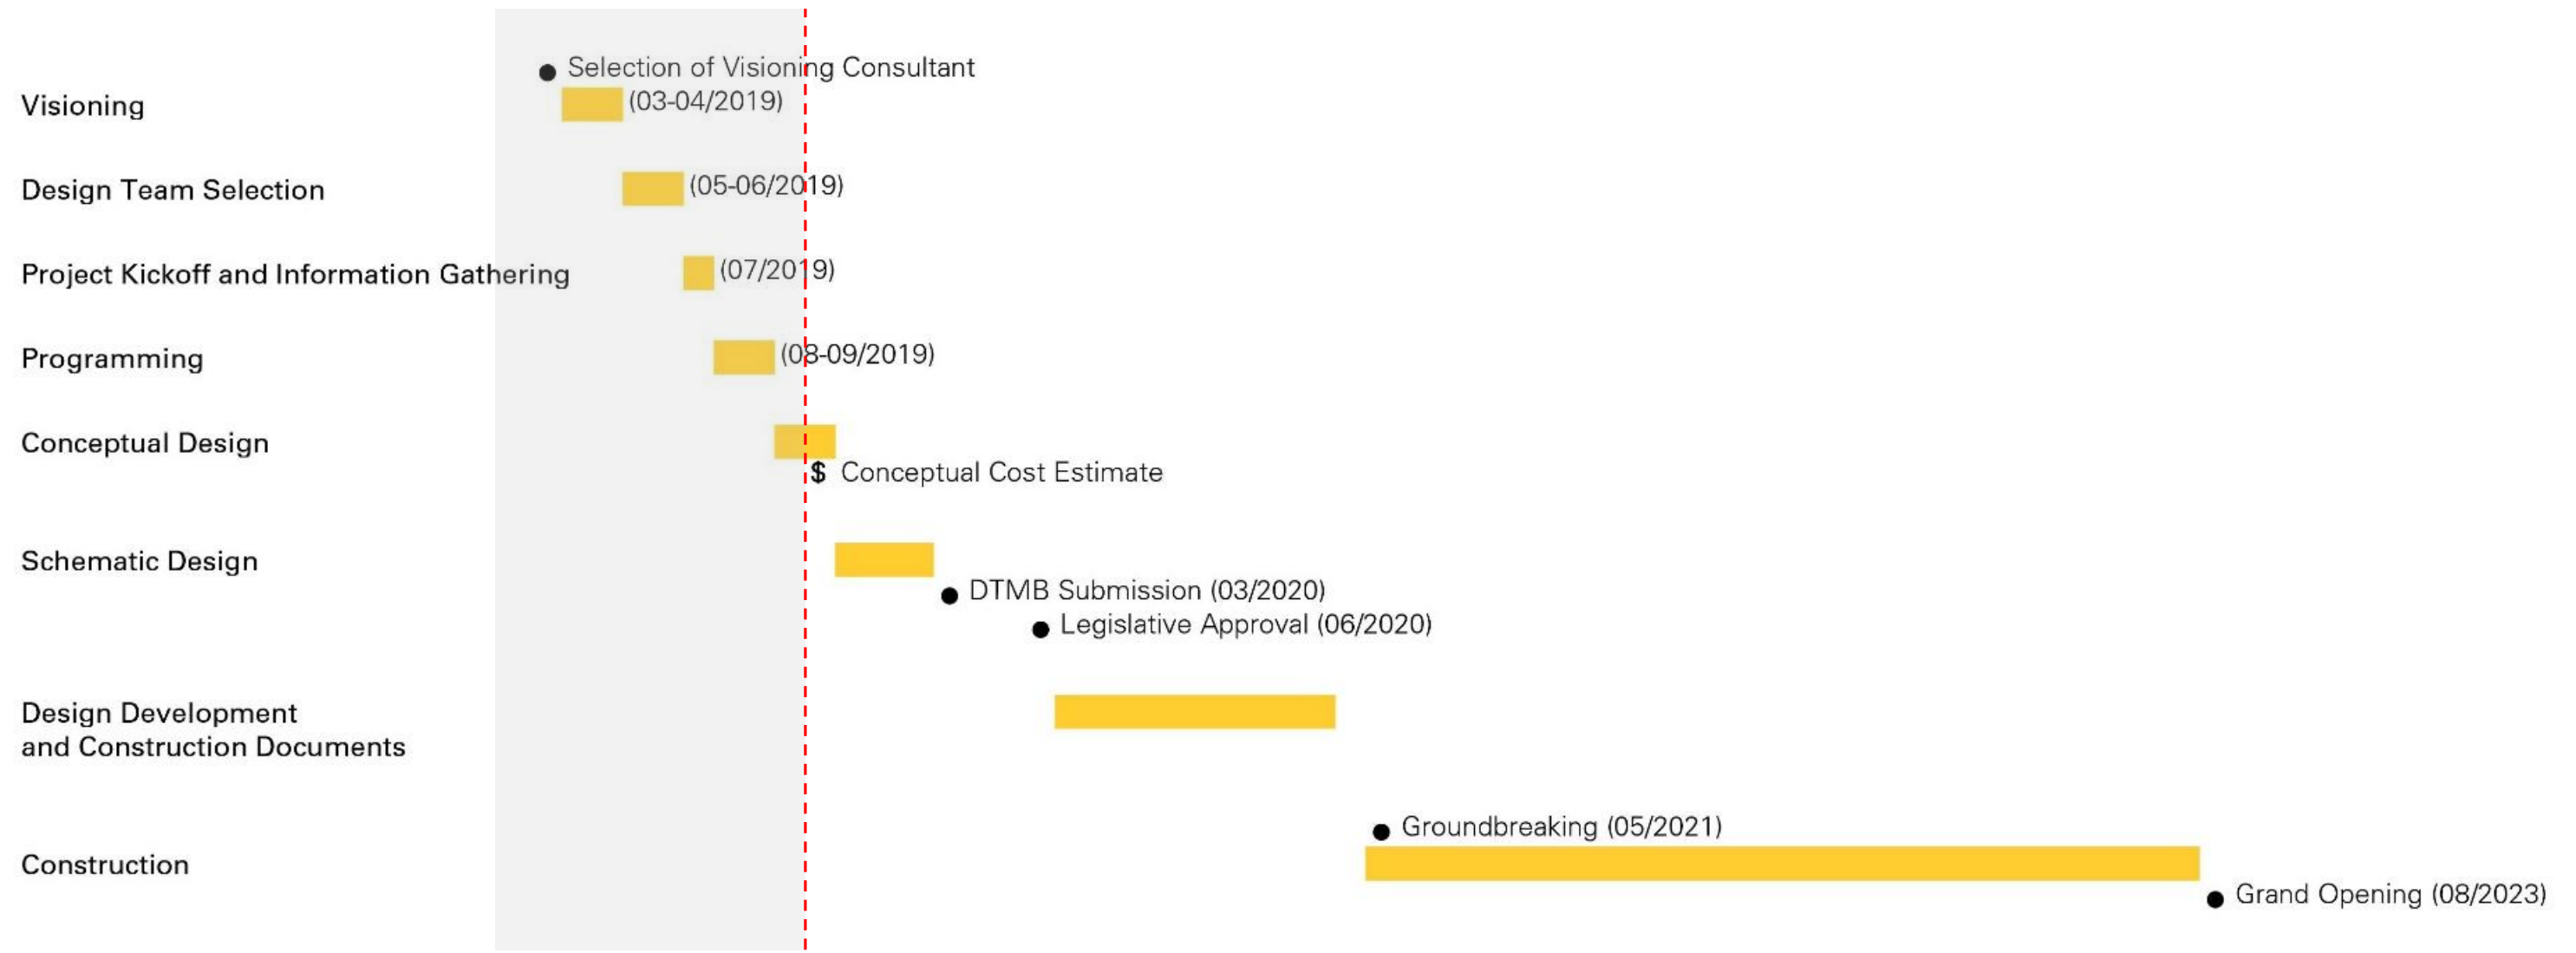 Selection of Visioning Consultant
Visioning
(03-04/2019)
Design Team Selection
(05-06/2019)
Project Kickoff and Information Gathering
(07/2019)
Programming
(08-09/2019)
Conceptual Design
$ Conceptual Cost Estimate
Schematic Design
DTMB Submission (03/2020)
Legislative Approval (06/2020)
Design Development
and Construction Documents
Groundbreaking (05/2021)
Construction
Grand Opening (08/2023)